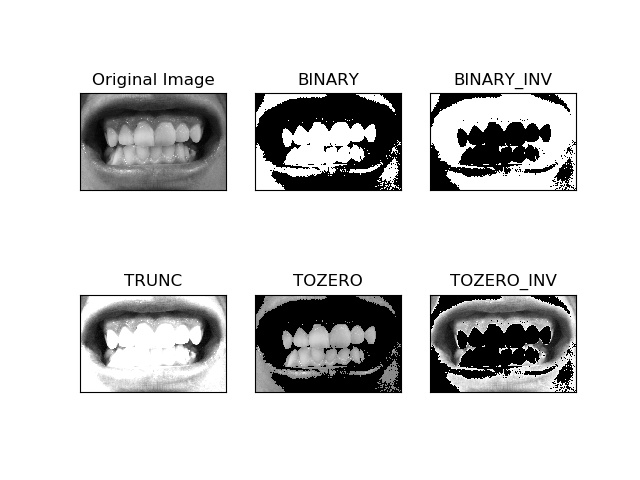 Original Image
BINARY
BINARY_INV
TRUNC
TOZERO
TOZERO_INV